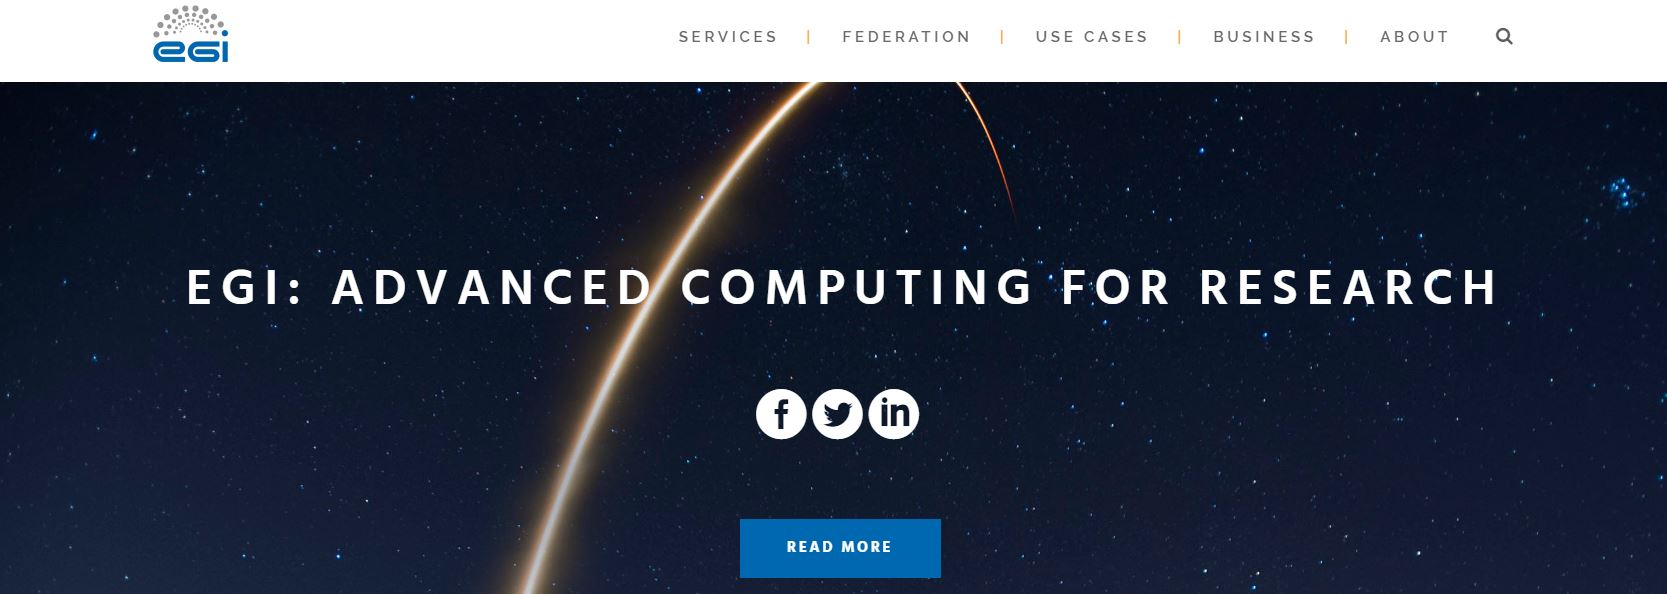 egi
SERVICES | FEDERATION | USE CASES | BUSINESS | ABOUT
EGI: ADVANCED COMPUTING FOR RESEARCH
f in
READ MORE